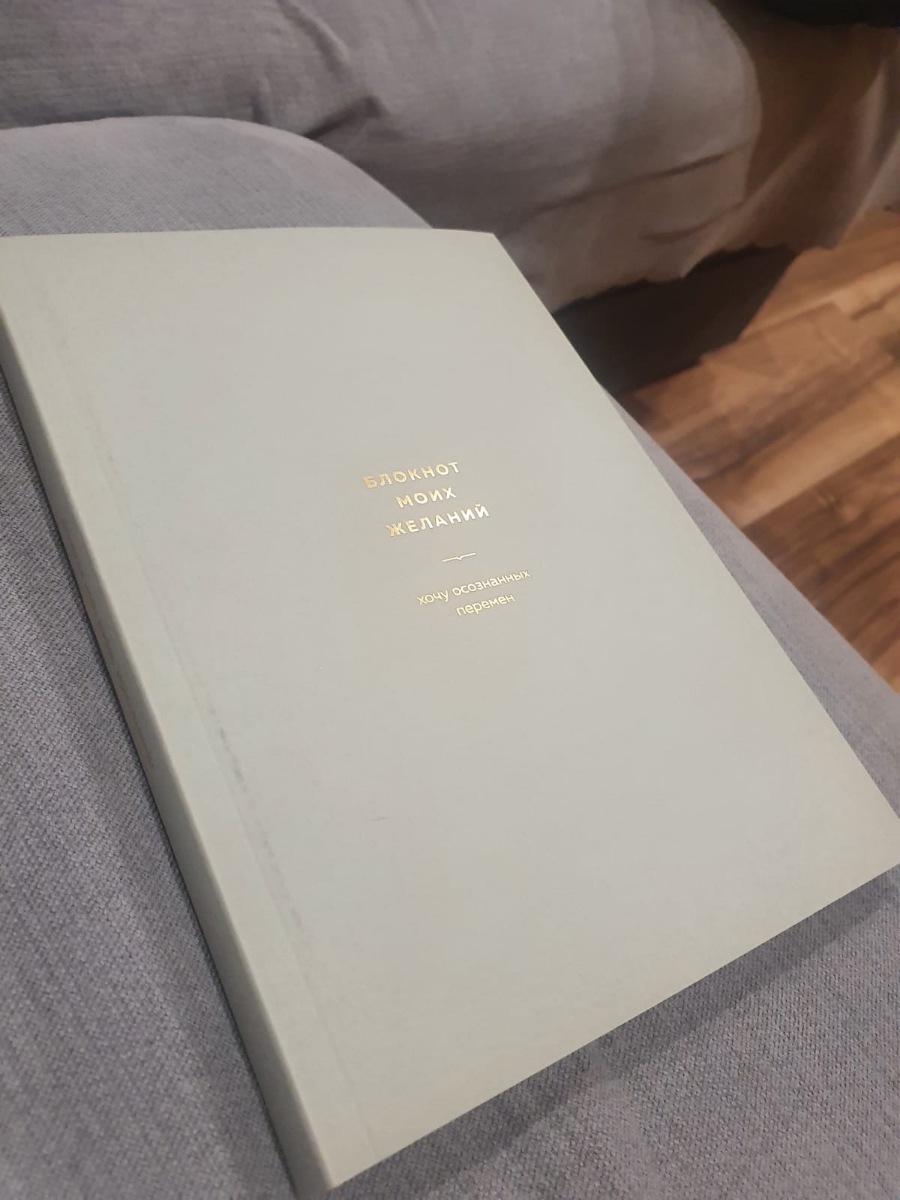 БЛОКНОТ
МОИХ
ЖЕЛАНИЙ
хочу осознанных
перемен